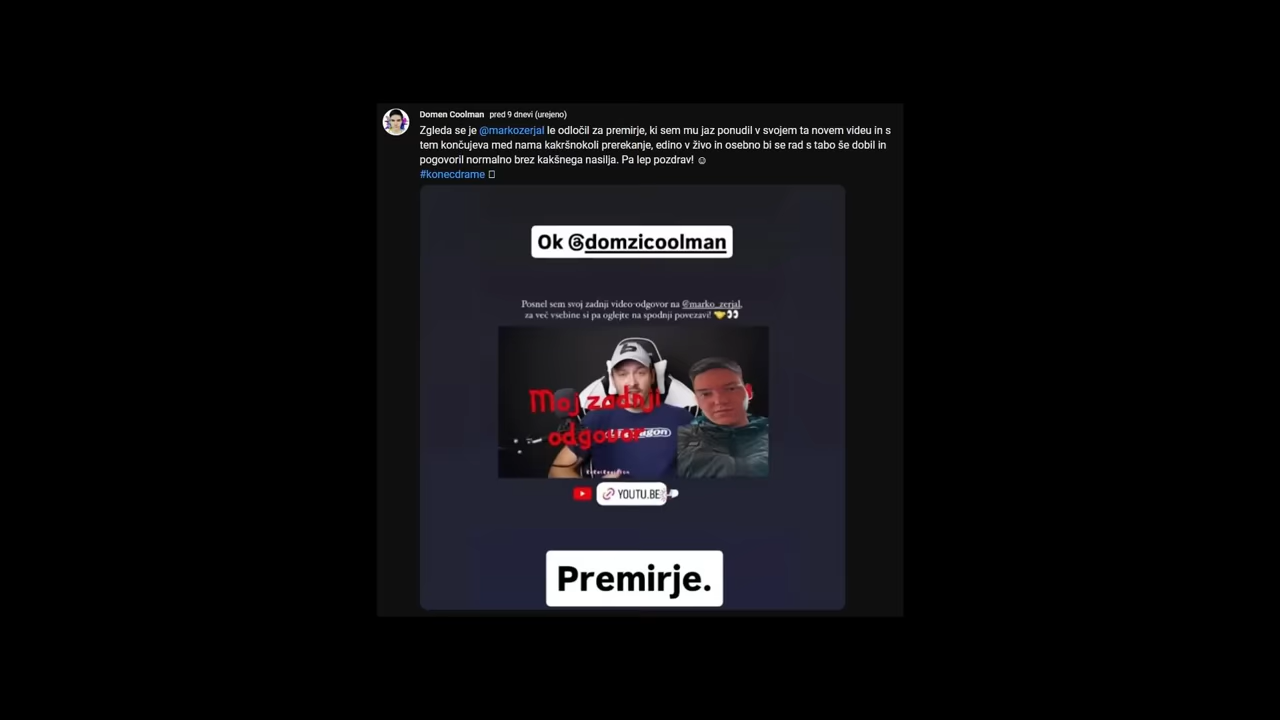 Domen Coolman pred 9 dnevi (urejeno)
Zgleda se je @markozerjal le odločil za premirje, ki sem mu jaz ponudil v svojem ta novem videu in s
tem končujeva med nama kakršnokoli prerekanje, edino v živo in osebno bi se rad s tabo še dobil in
pogovoril normalno brez kakšnega nasilja. Pa lep pozdrav! ☺
#konecdrame
Ok @domzicoolman
Posnel sem svoj zadnji video-odgovor na @marko_zerjal,
za več vsebine si pa oglejte na spodnji povezavi! 🤝👀
Moj zadnji
odgovor
YOUTU.BE
Premirje.